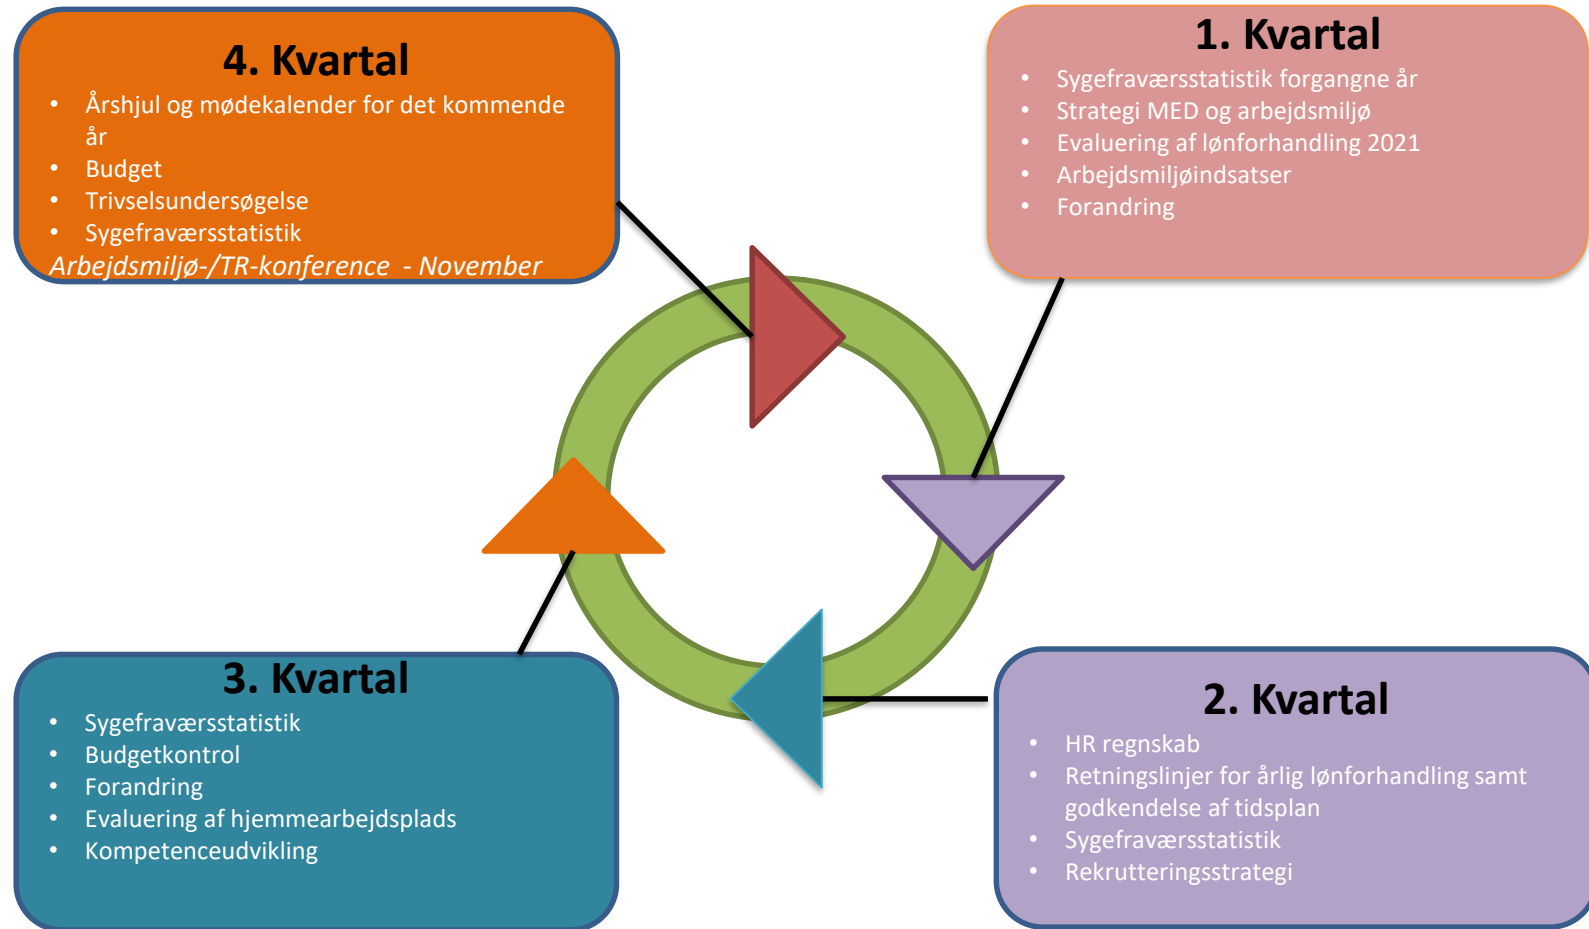 4. Kvartal
• Årshjul og mødekalender for det kommende
år
• Budget
• Trivselsundersøgelse
• Sygefraværsstatistik
Arbejdsmiljø-/TR-konference - November
1. Kvartal
• Sygefraværsstatistik forgangne år
• Strategi MED og arbejdsmiljø
• Evaluering af lønforhandling 2021
• Arbejdsmiljøindsatser
• Forandring
3. Kvartal
• Sygefraværsstatistik
• Budgetkontrol
• Forandring
• Evaluering af hjemmearbejdsplads
• Kompetenceudvikling
2. Kvartal
• HR regnskab
• Retningslinjer for årlig lønforhandling samt
godkendelse af tidsplan
• Sygefraværsstatistik
• Rekrutteringsstrategi